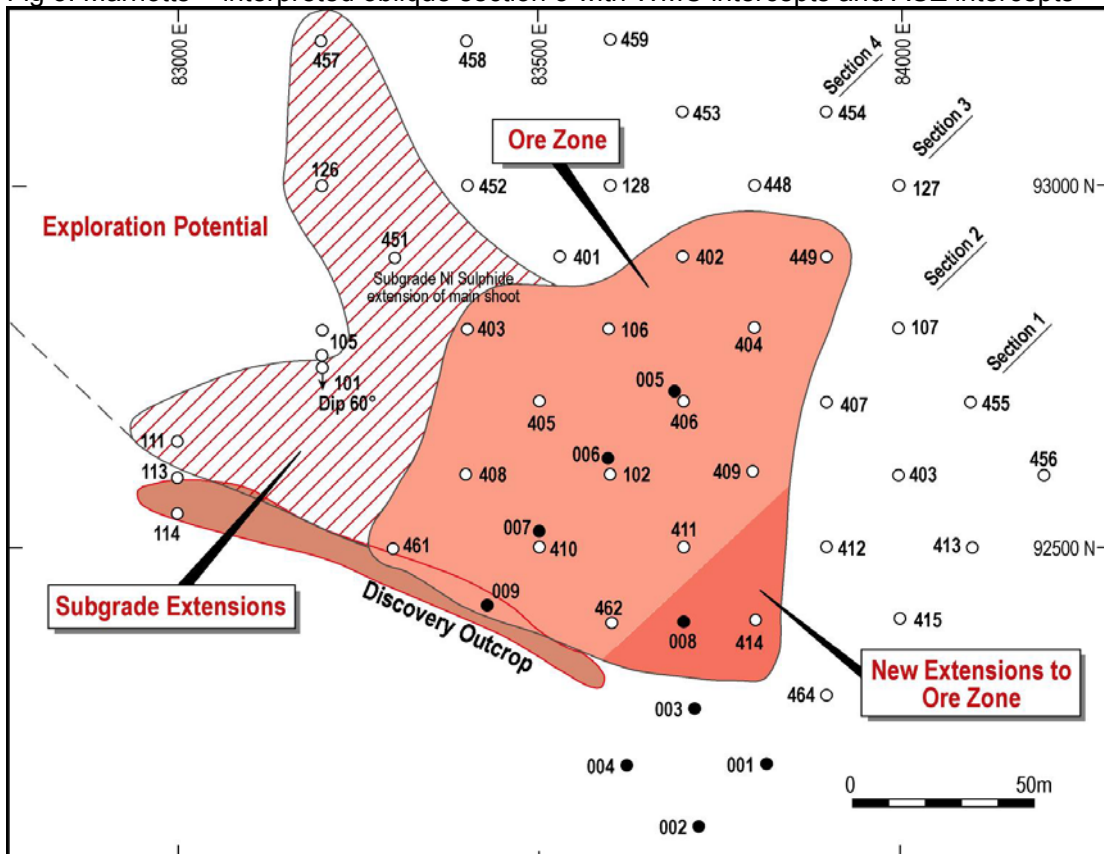 83000 E
83500 E
84000 E
Section 4
Section 3
Section 2
Section 1
457
458
459
453
454
Ore Zone
126
452
128
448
127
93000 N
Exploration Potential
451
401
402
449
Subgrade Ni Sulphide
extension of main shoot
105
403
106
404
107
101
Dip 60°
005
405
406
407
455
111
006
113
408
102
409
403
456
114
007
461
410
411
412
413
92500 N
009
Subgrade Extensions
Discovery Outcrop
462
008
414
415
New Extensions to
Ore Zone
003
464
004
001
002
0
50m